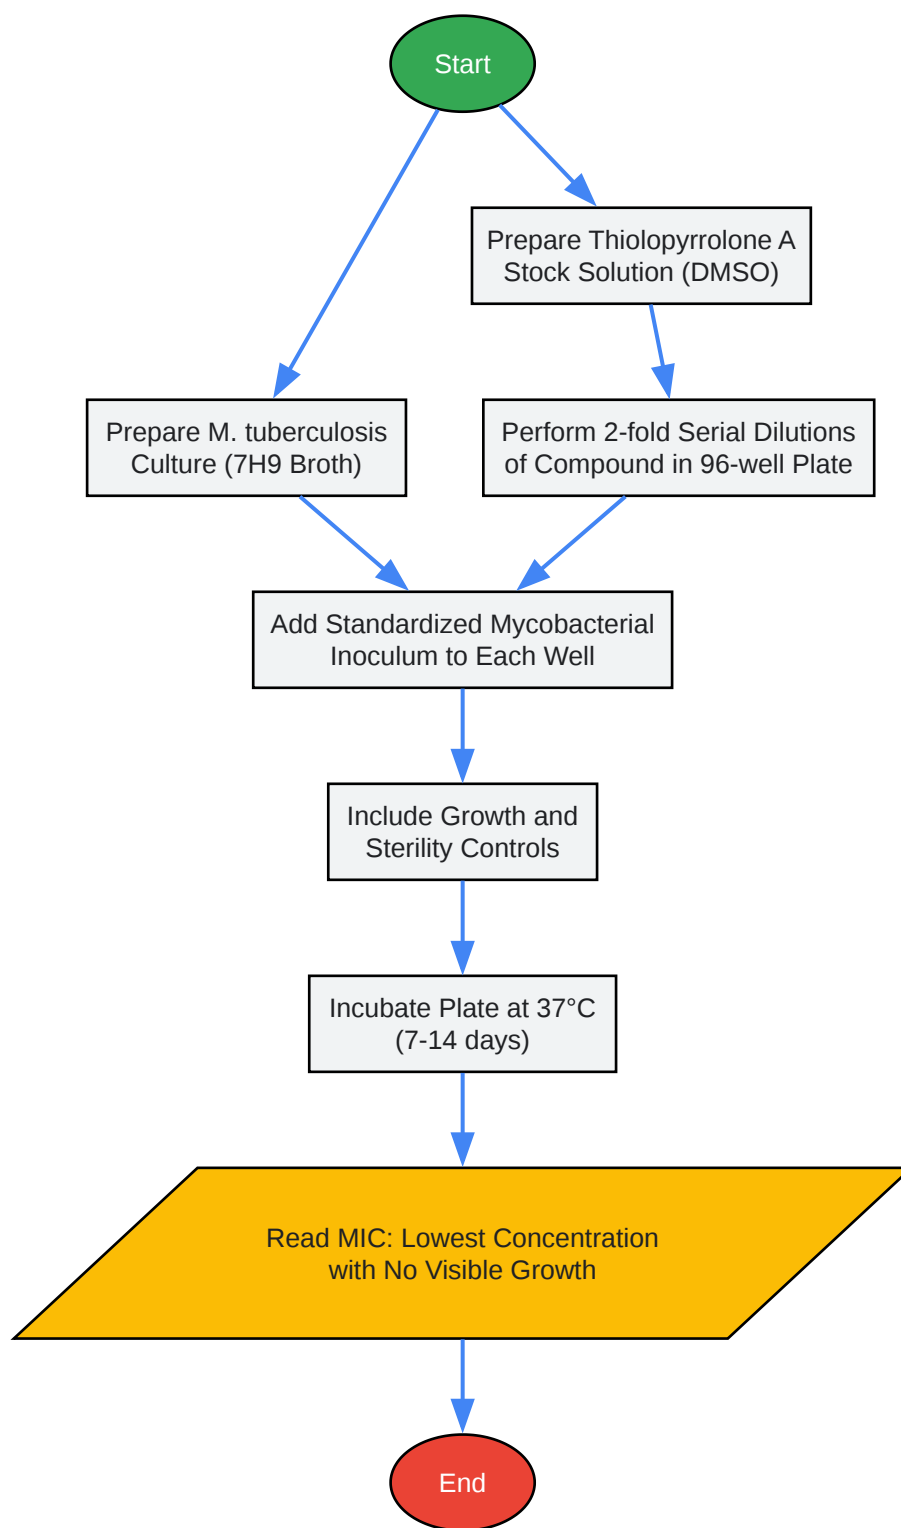 Start
Prepare Thiolopyrrolone A
Stock Solution (DMSO)
Prepare M. tuberculosis
Culture (7H9 Broth)
Perform 2-fold Serial Dilutions
of Compound in 96-well Plate
Add Standardized Mycobacterial
Inoculum to Each Well
Include Growth and
Sterility Controls
Incubate Plate at 37°C
(7-14 days)
Read MIC: Lowest Concentration
with No Visible Growth
End